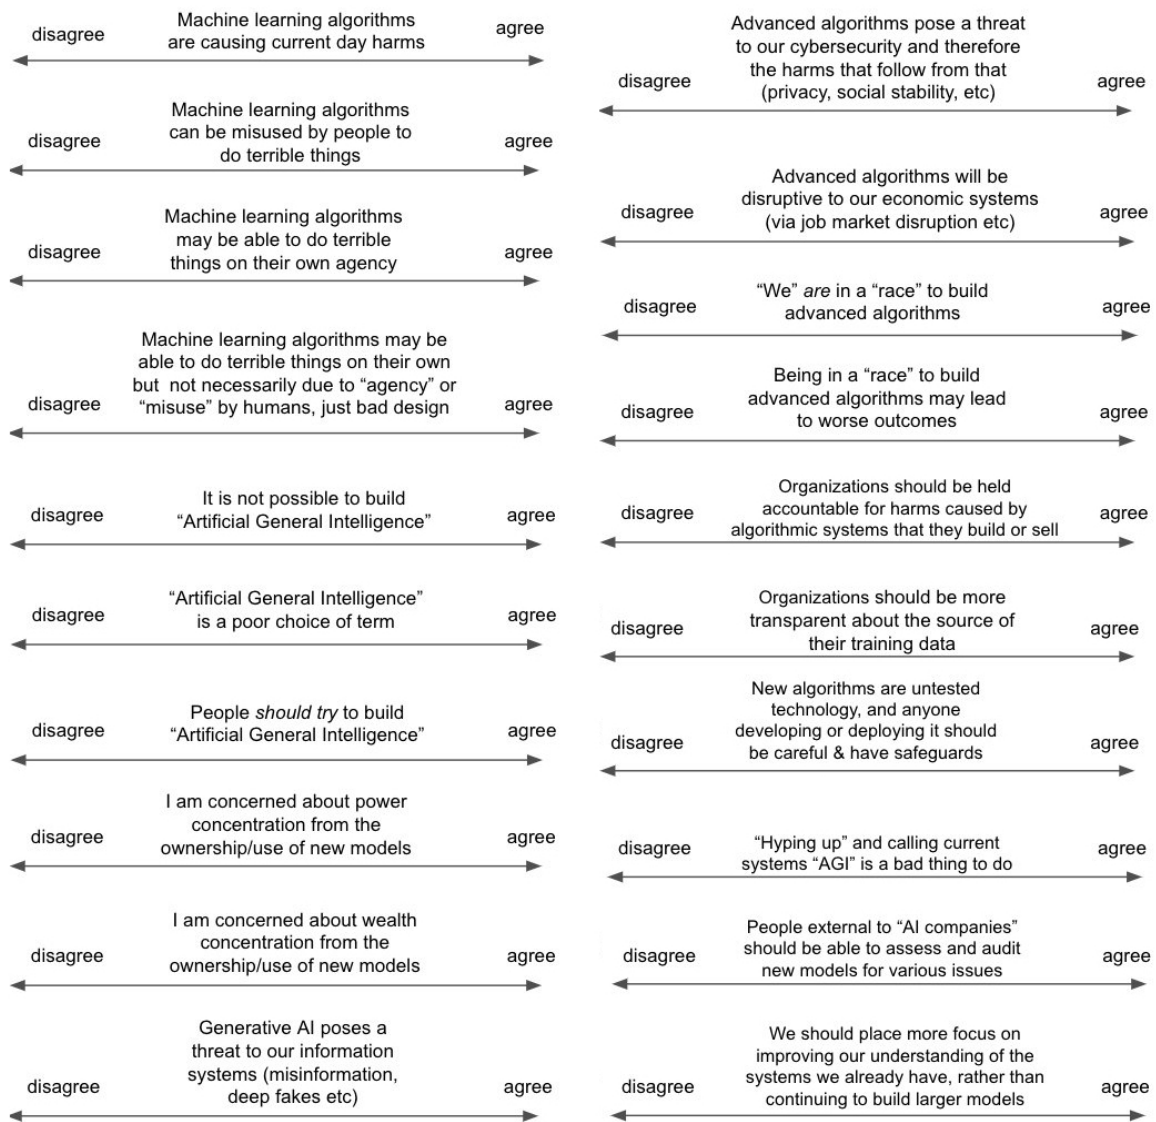 disagree
Machine learning algorithms
are causing current day harms
agree
disagree
Machine learning algorithms
can be misused by people to
do terrible things
agree
disagree
Machine learning algorithms
may be able to do terrible
things on their own agency
agree
disagree
Machine learning algorithms may be
able to do terrible things on their own
but not necessarily due to “agency” or
“misuse” by humans, just bad design
agree
disagree
It is not possible to build
“Artificial General Intelligence”
agree
disagree
“Artificial General Intelligence”
is a poor choice of term
agree
disagree
People should try to build
“Artificial General Intelligence”
agree
disagree
I am concerned about power
concentration from the
ownership/use of new models
agree
disagree
I am concerned about wealth
concentration from the
ownership/use of new models
agree
disagree
Generative AI poses a
threat to our information
systems (misinformation,
deep fakes etc)
agree
disagree
Advanced algorithms pose a threat
to our cybersecurity and therefore
the harms that follow from that
(privacy, social stability, etc)
agree
disagree
Advanced algorithms will be
disruptive to our economic systems
(via job market disruption etc)
agree
disagree
“We” are in a “race” to build
advanced algorithms
agree
disagree
Being in a “race” to build
advanced algorithms may lead
to worse outcomes
agree
disagree
Organizations should be held
accountable for harms caused by
algorithmic systems that they build or sell
agree
disagree
Organizations should be more
transparent about the source of
their training data
agree
disagree
New algorithms are untested
technology, and anyone
developing or deploying it should
be careful & have safeguards
agree
disagree
“Hyping up” and calling current
systems “AGI” is a bad thing to do
agree
disagree
People external to “AI companies”
should be able to assess and audit
new models for various issues
agree
disagree
We should place more focus on
improving our understanding of the
systems we already have, rather than
continuing to build larger models
agree